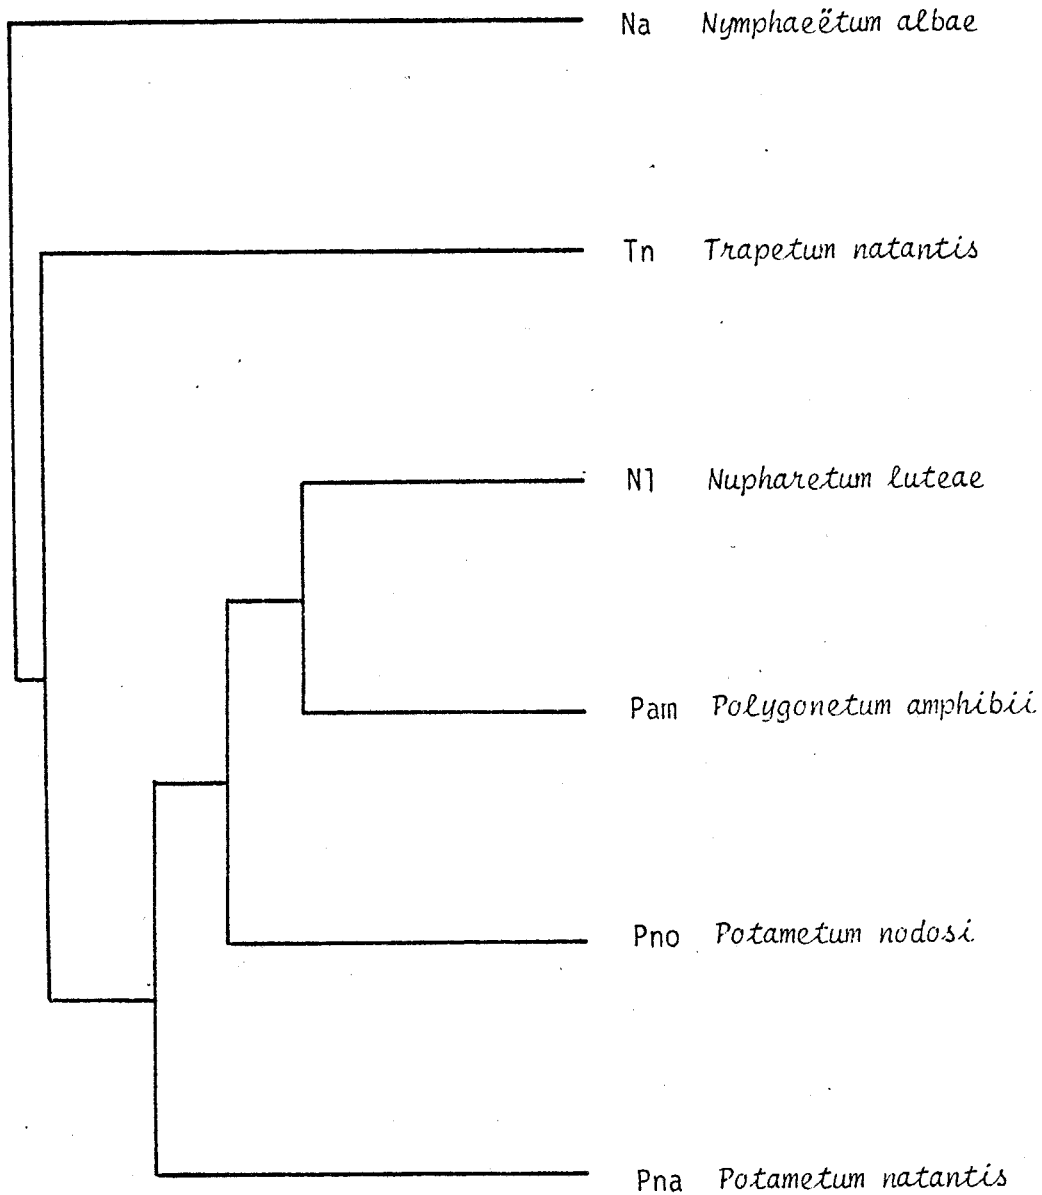 Na Nymphaeëtum albae
Tn Trapetum natantis
Nl Nupharetum luteae
Pam Polygonetum amphibii
Pno Potametum nodosi
Pna Potametum natantis